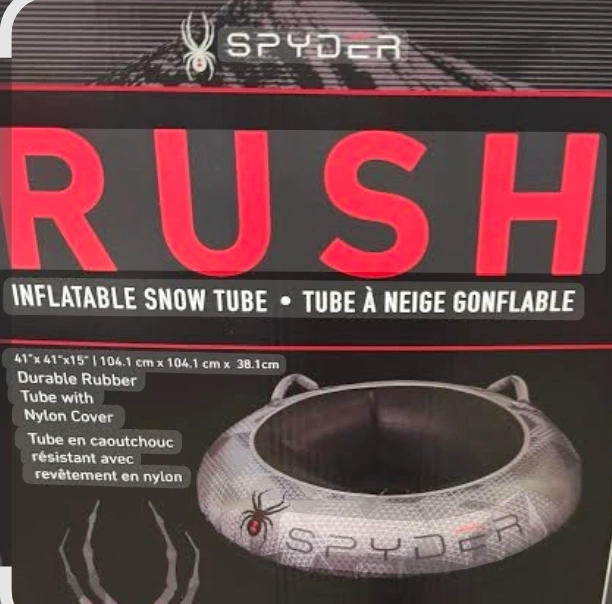 SPYDER
RUSH
INFLATABLE SNOW TUBE • TUBE À NEIGE GONFLABLE
41"x 41"x15" | 104.1 cm x 104.1 cm x 38.1cm
Durable Rubber
Tube with
Nylon Cover
Tube en caoutchouc
résistant avec
revêtement en nylon
SPYDER